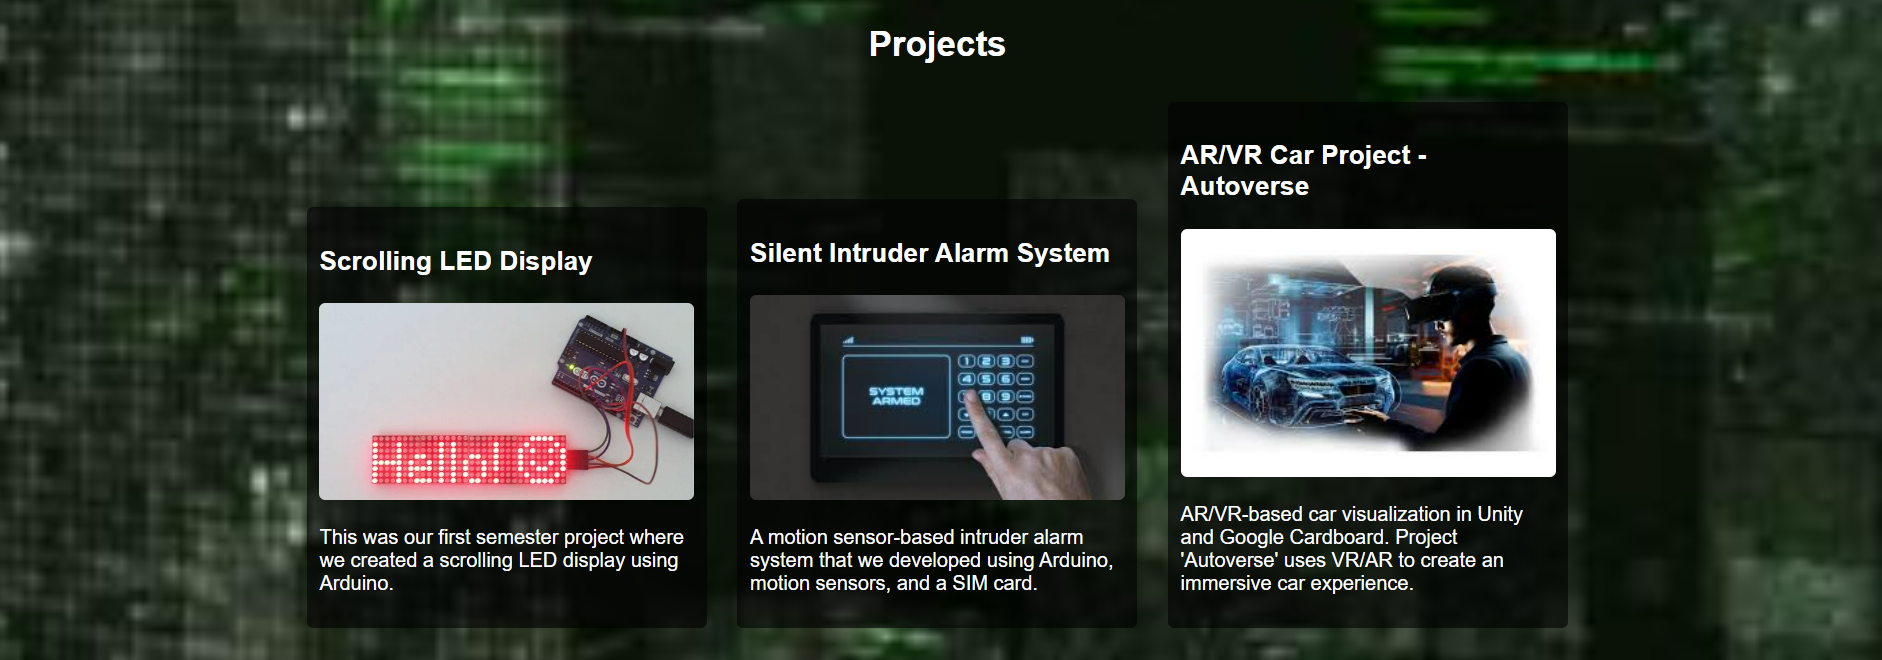 Projects
Scrolling LED Display
Hello!
This was our first semester project where
we created a scrolling LED display using
Arduino.
Silent Intruder Alarm System
SYSTEM
ARMED
1 2 3
4 5 6
8 9
A motion sensor-based intruder alarm
system that we developed using Arduino,
motion sensors, and a SIM card.
AR/VR Car Project -
Autoverse
AR/VR-based car visualization in Unity
and Google Cardboard. Project
'Autoverse' uses VR/AR to create an
immersive car experience.